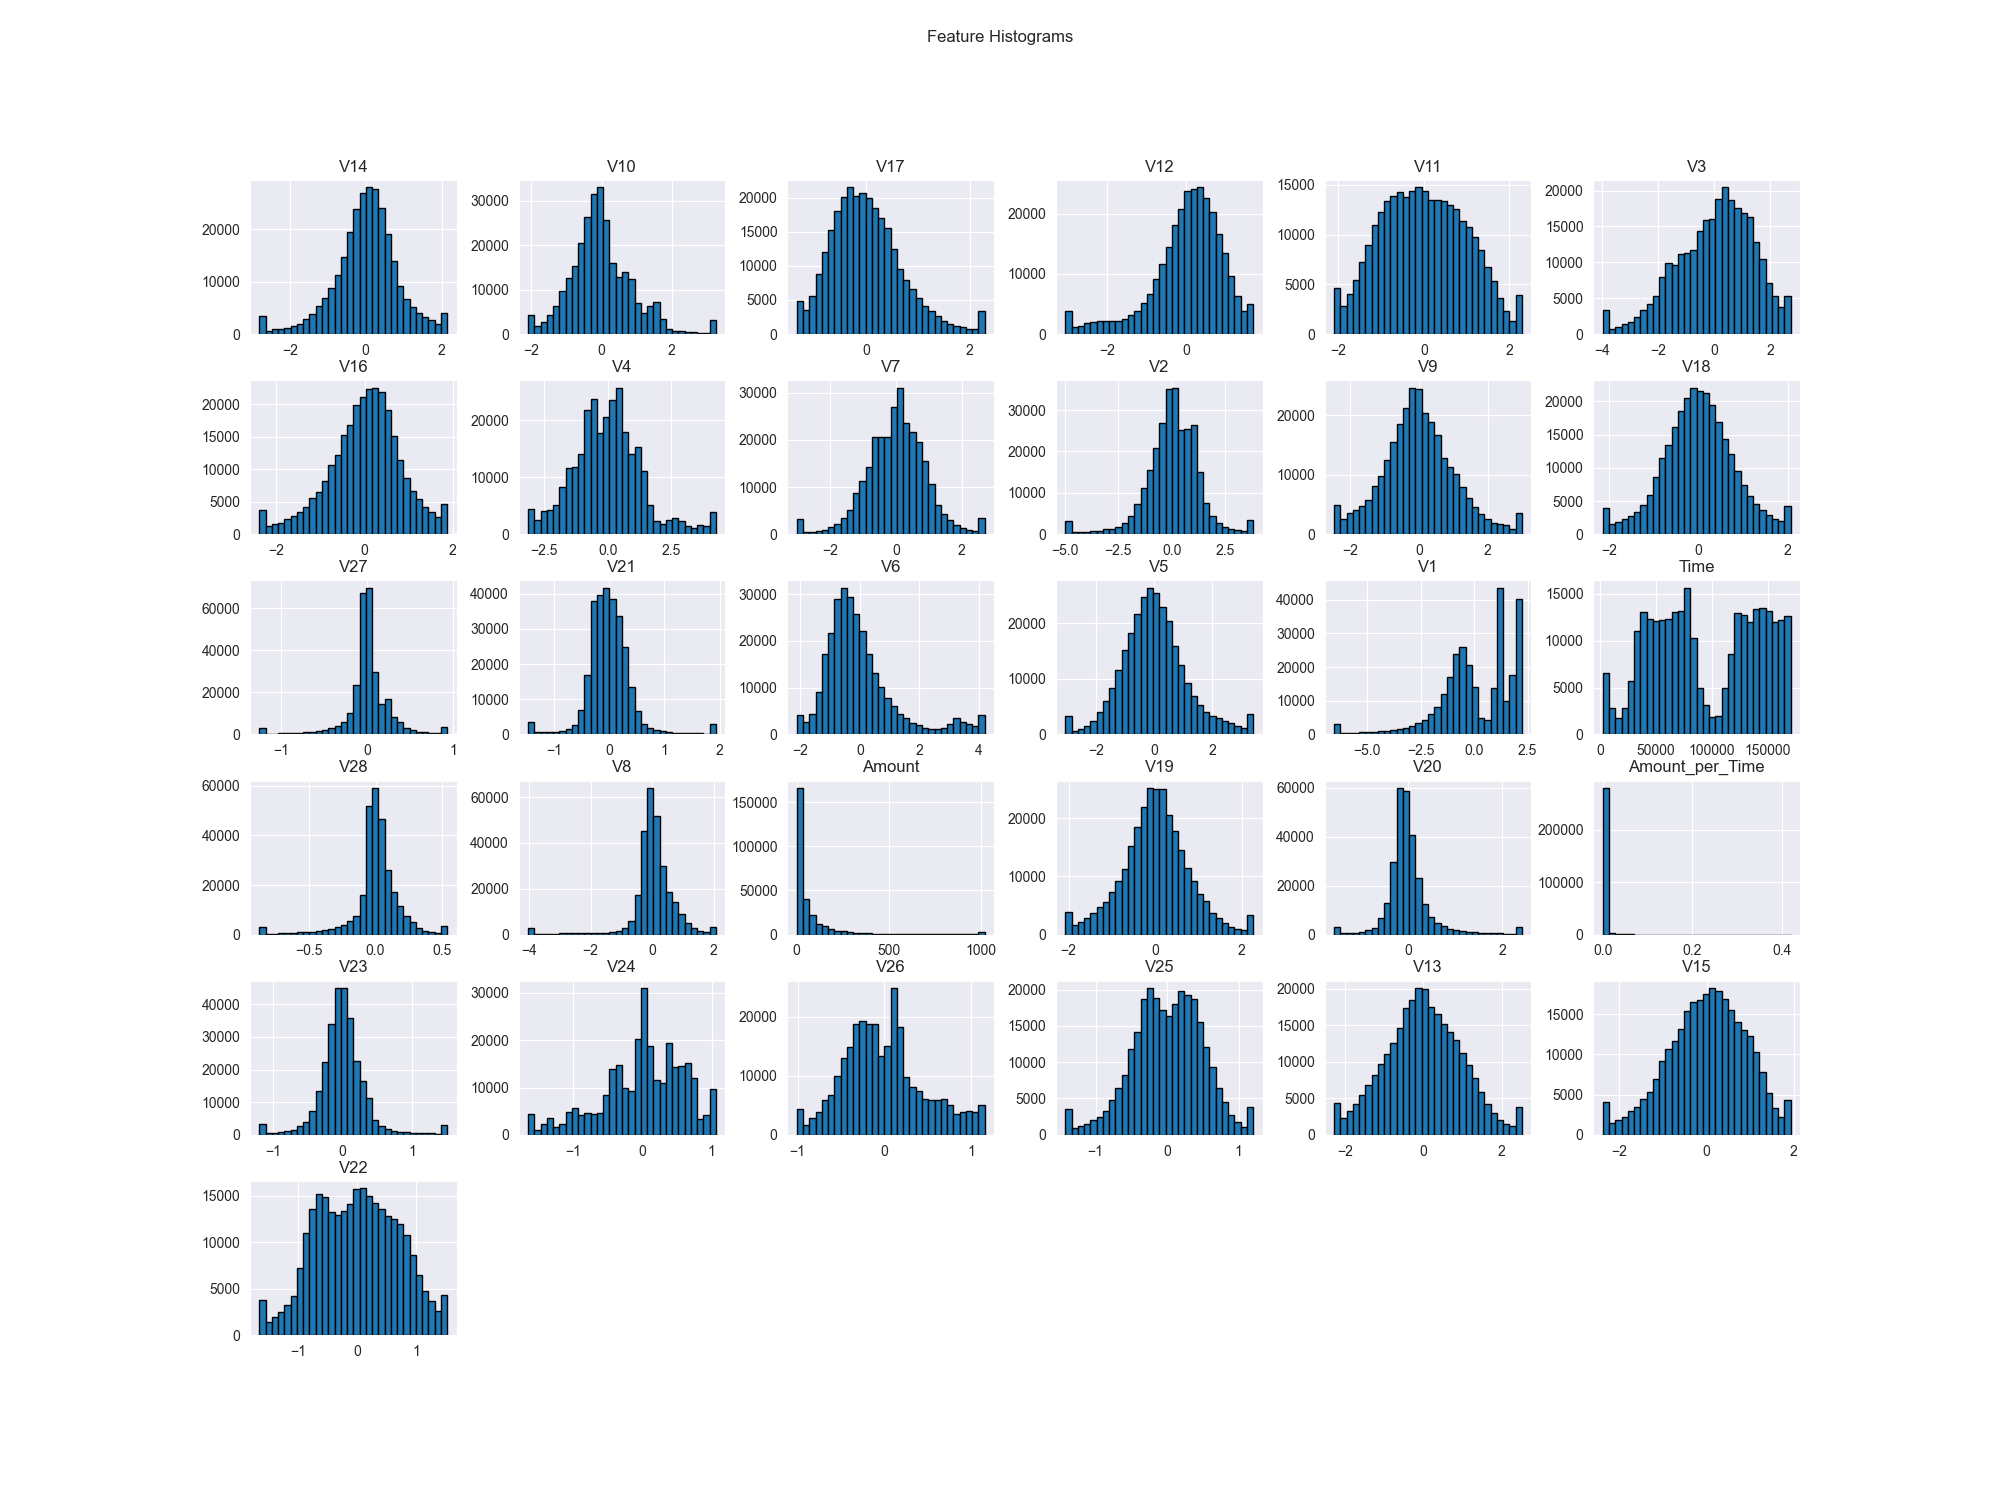 Feature Histograms
V14 V10 V17 V12 V11 V3
0 10000 20000 −2 0 2
0 10000 20000 30000 −2 0 2
0 5000 10000 15000 20000 0 2
0 10000 20000 −2 0
0 5000 10000 15000 −2 0 2
0 5000 10000 15000 20000 −4 −2 0 2
V16 V4 V7 V2 V9 V18
0 5000 10000 15000 20000 −2 0 2
0 10000 20000 −2.5 0.0 2.5
0 10000 20000 30000 −2 0 2
0 10000 20000 30000 −5.0 −2.5 0.0 2.5
0 10000 20000 −2 0 2
0 5000 10000 15000 20000 −2 0 2
V27 V21 V6 V5 V1 Time
0 20000 40000 60000 −1 0 1
0 10000 20000 30000 40000 −1 0 1 2
0 10000 20000 30000 −2 0 2 4
0 10000 20000 −2 0 2
0 10000 20000 30000 40000 −5.0 −2.5 0.0 2.5
0 5000 10000 15000 0 50000 100000 150000
V28 V8 Amount V19 V20 Amount_per_Time
0 20000 40000 60000 −0.5 0.0 0.5
0 20000 40000 60000 −4 −2 0 2
0 50000 100000 150000 0 500 1000
0 10000 20000 −2 0 2
0 20000 40000 60000 0 2
0 100000 200000 0.0 0.2 0.4
V23 V24 V26 V25 V13 V15
0 10000 20000 30000 40000 −1 0 1
0 10000 20000 30000 −1 0 1
0 10000 20000 −1 0 1
0 5000 10000 15000 20000 −1 0 1
0 5000 10000 15000 20000 −2 0 2
0 5000 10000 15000 −2 0 2
V22
0 5000 10000 15000 −1 0 1